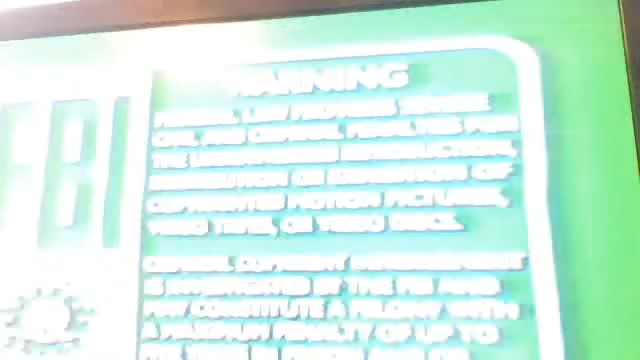 FBI
WARNING
FEDERAL LAW PROVIDES SEVERE
CIVIL AND CRIMINAL PENALTIES FOR
THE UNAUTHORIZED REPRODUCTION,
DISTRIBUTION OR EXHIBITION OF
COPYRIGHTED MOTION PICTURES,
VIDEO TAPES, OR VIDEO DISCS.
CRIMINAL COPYRIGHT INFRINGEMENT
IS INVESTIGATED BY THE FBI AND
MAY CONSTITUTE A FELONY WITH
A MAXIMUM PENALTY OF UP TO